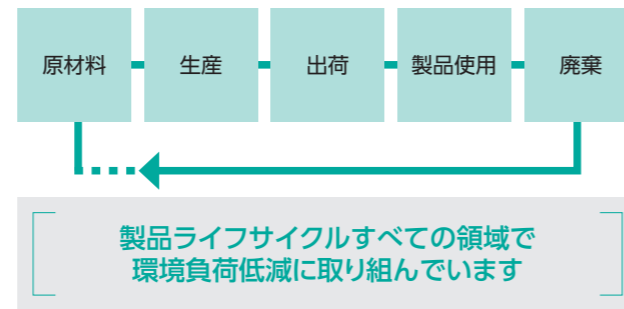 原材料
生産
出荷
製品使用
廃棄
製品ライフサイクルすべての領域で
環境負荷低減に取り組んでいます